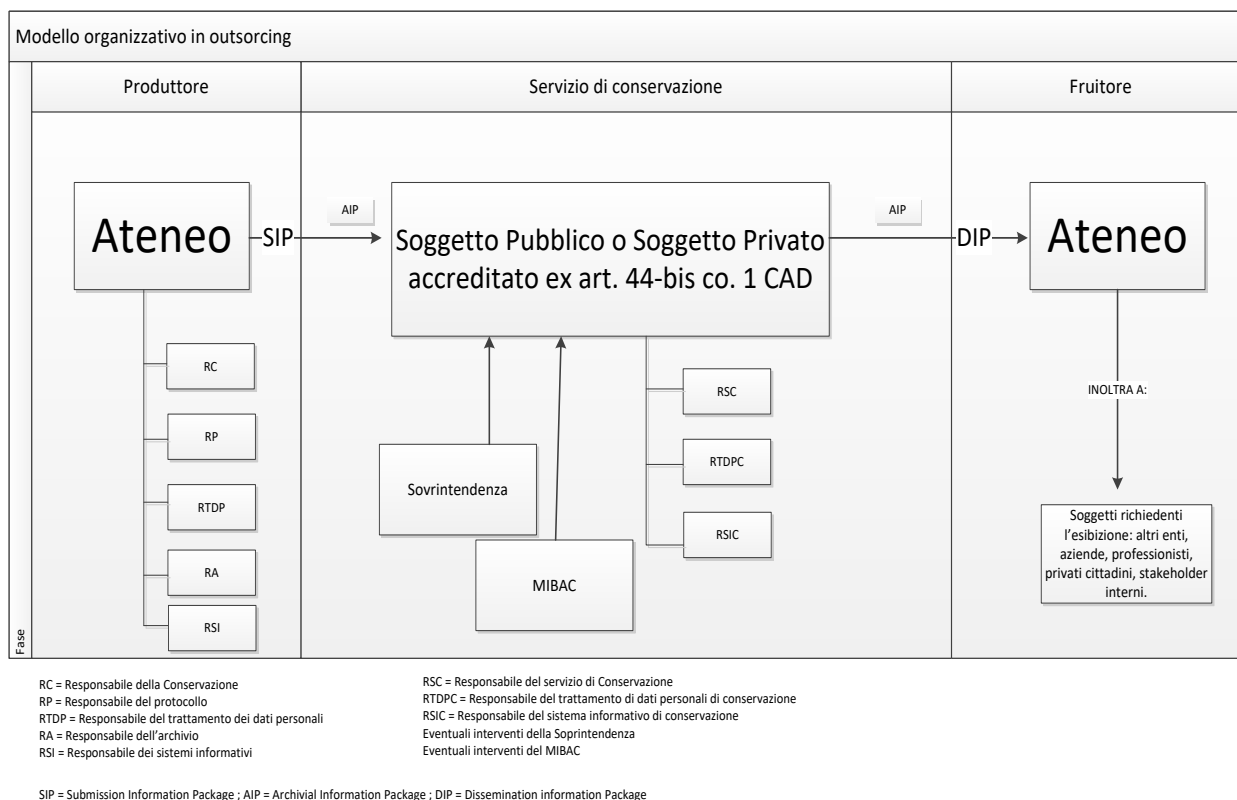 Modello organizzativo in outsorcing
Produttore
Servizio di conservazione
Fruitore
Fase
Ateneo
SIP
AIP
Soggetto Pubblico o Soggetto Privato
accreditato ex art. 44-bis co. 1 CAD
AIP
DIP
Ateneo
RC
RP
RTDP
RA
RSI
RSC
RTDPC
RSIC
Sovrintendenza
MIBAC
INOLTRA A:
Soggetti richiedenti
l'esibizione: altri enti,
aziende, professionisti,
privati cittadini, stakeholder
interni.
RC = Responsabile della Conservazione
RP = Responsabile del protocollo
RTDP = Responsabile del trattamento dei dati personali
RA = Responsabile dell'archivio
RSI = Responsabile dei sistemi informativi
RSC = Responsabile del servizio di Conservazione
RTDPC = Responsabile del trattamento di dati personali di conservazione
RSIC = Responsabile del sistema informativo di conservazione
Eventuali interventi della Soprintendenza
Eventuali interventi del MIBAC
SIP = Submission Information Package ; AIP = Archivial Information Package ; DIP = Dissemination information Package